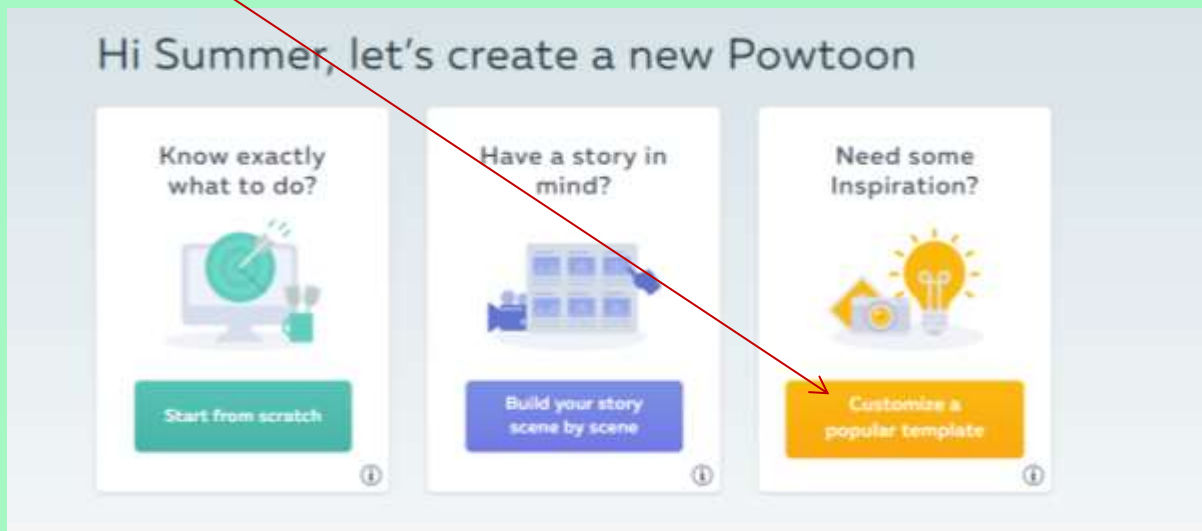 Hi Summer, let's create a new Powtoon
Know exactly
what to do?
Start from scratch
Have a story in
mind?
Build your story
scene by scene
Need some
Inspiration?
Customize a
popular template